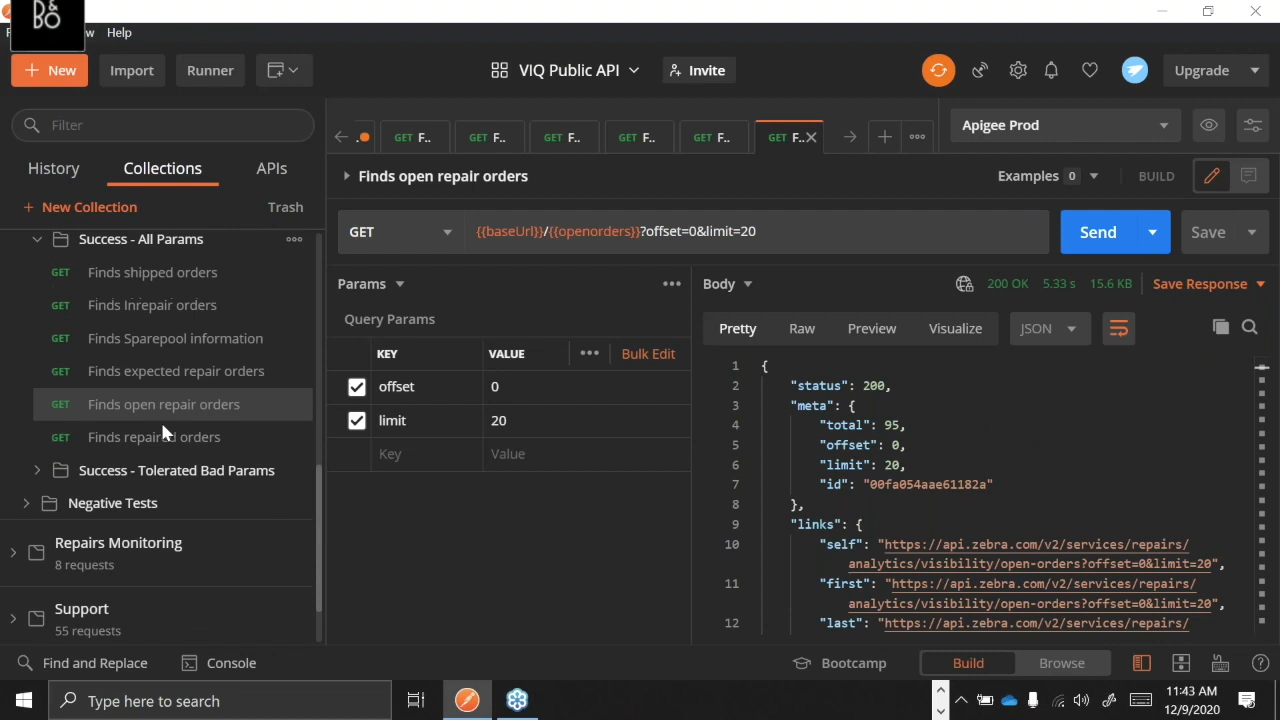 B&
BO
F
w
Help
New
Import
Runner
VIQ Public API
Invite
Upgrade
Filter
GET F..
GET F..
GET F..
GET F..
GET F..
GET F..
Apigee Prod
History
Collections
APIs
Finds open repair orders
Examples 0
BUILD
+ New Collection
Trash
GET
{{baseUrl}}/{{openorders}}?offset=0&limit=20
Send
Save
Success - All Params
GET Finds shipped orders
GET Finds Inrepair orders
GET Finds Sparepool information
GET Finds expected repair orders
GET Finds open repair orders
GET Finds repaired orders
Success - Tolerated Bad Params
Negative Tests
Repairs Monitoring
8 requests
Support
55 requests
Params
Query Params
KEY VALUE Bulk Edit
offset 0
limit 20
Key Value
Body
200 OK 5.33 s 15.6 KB Save Response
Pretty Raw Preview Visualize JSON
1 {
2 "status": 200,
3 "meta": {
4 "total": 95,
5 "offset": 0,
6 "limit": 20,
7 "id": "00fa054aae61182a"
8 },
9 "links": {
10 "self": "https://api.zebra.com/v2/services/repairs/
analytics/visibility/open-orders?offset=0&limit=20",
11 "first": "https://api.zebra.com/v2/services/repairs/
analytics/visibility/open-orders?offset=0&limit=20",
12 "last": "https://api.zebra.com/v2/services/repairs/
Find and Replace
Console
Bootcamp
Build
Browse
Type here to search
11:43 AM
12/9/2020